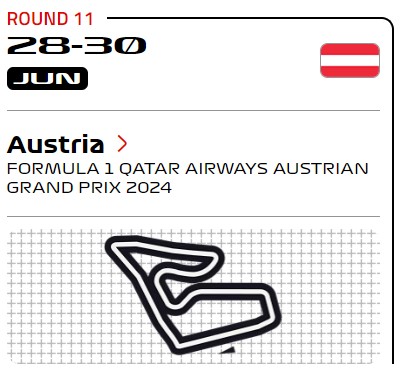 ROUND 11
28-30
JUN
Austria
FORMULA 1 QATAR AIRWAYS AUSTRIAN
GRAND PRIX 2024